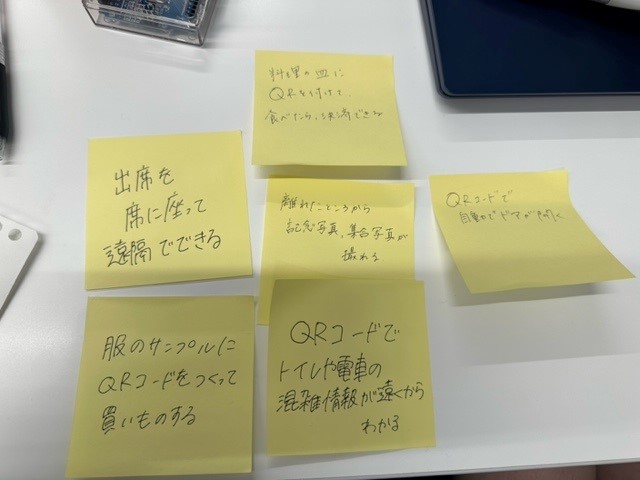 料理の皿に
QRを付けて
食べたら、決済できる
出席を
席に座って
遠隔でできる
離れたところから
記念写真、集合写真が
撮れる
QRコードで
自動でドアが開く
服のサンプルに
QRコードをつくって
買いものする
QRコードで
トイレや電車の
混雑情報が遠くから
わかる